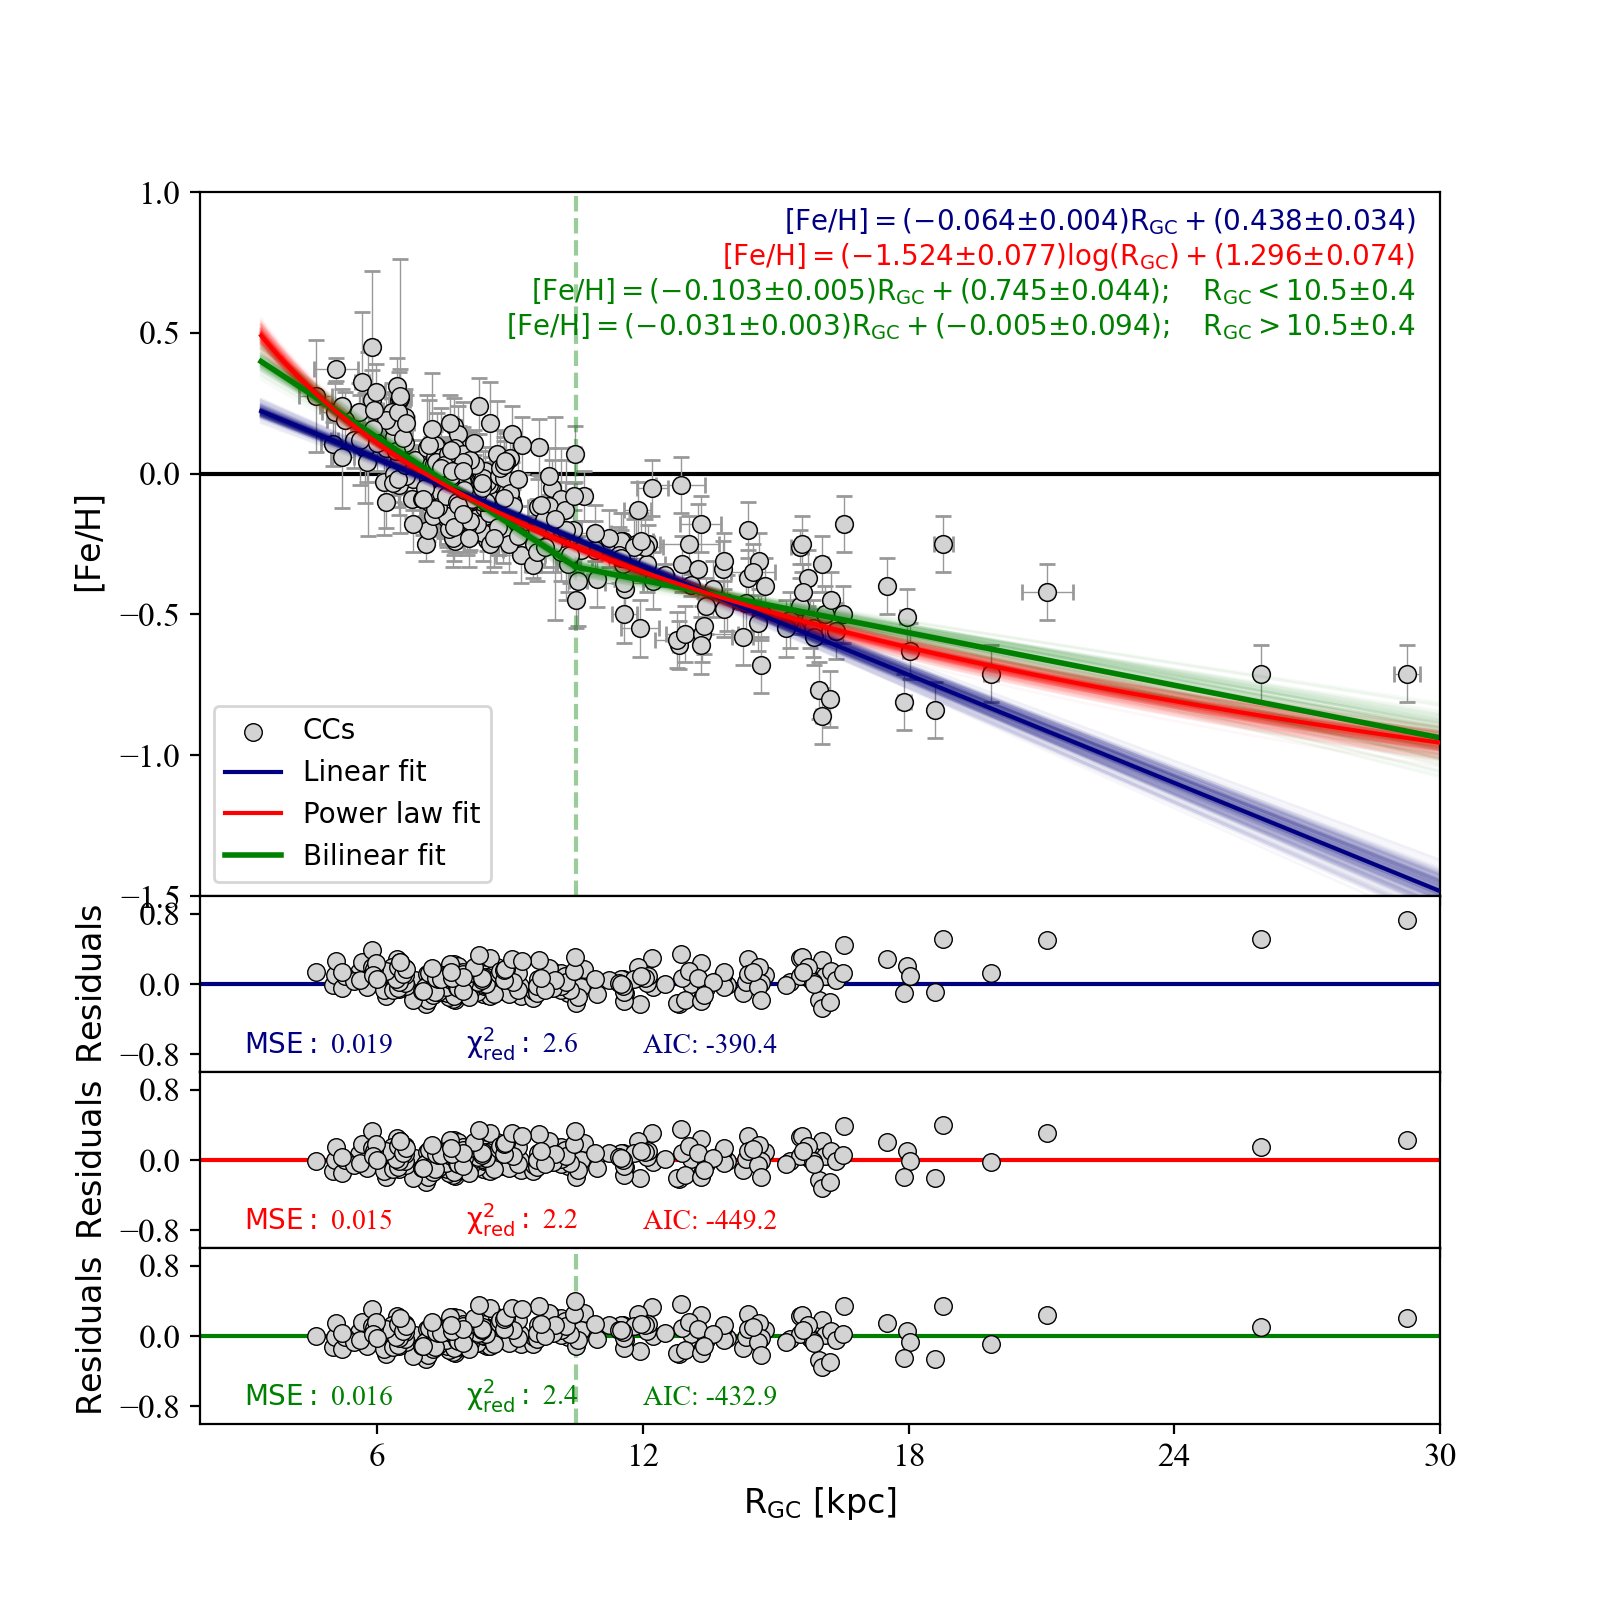 1.0
[Fe/H] = (−0.064±0.004)R_GC + (0.438±0.034)
[Fe/H] = (−1.524±0.077)log(R_GC) + (1.296±0.074)
[Fe/H] = (−0.103±0.005)R_GC + (0.745±0.044); R_GC < 10.5±0.4
[Fe/H] = (−0.031±0.003)R_GC + (−0.005±0.094); R_GC > 10.5±0.4
0.5
0.0
[Fe/H]
−0.5
−1.0
−1.5
CCs
Linear fit
Power law fit
Bilinear fit
0.8
0.0
−0.8
Residuals
MSE: 0.019 χ²_red: 2.6 AIC: -390.4
0.8
0.0
−0.8
Residuals
MSE: 0.015 χ²_red: 2.2 AIC: -449.2
0.8
0.0
−0.8
Residuals
MSE: 0.016 χ²_red: 2.4 AIC: -432.9
6 12 18 24 30
R_GC [kpc]